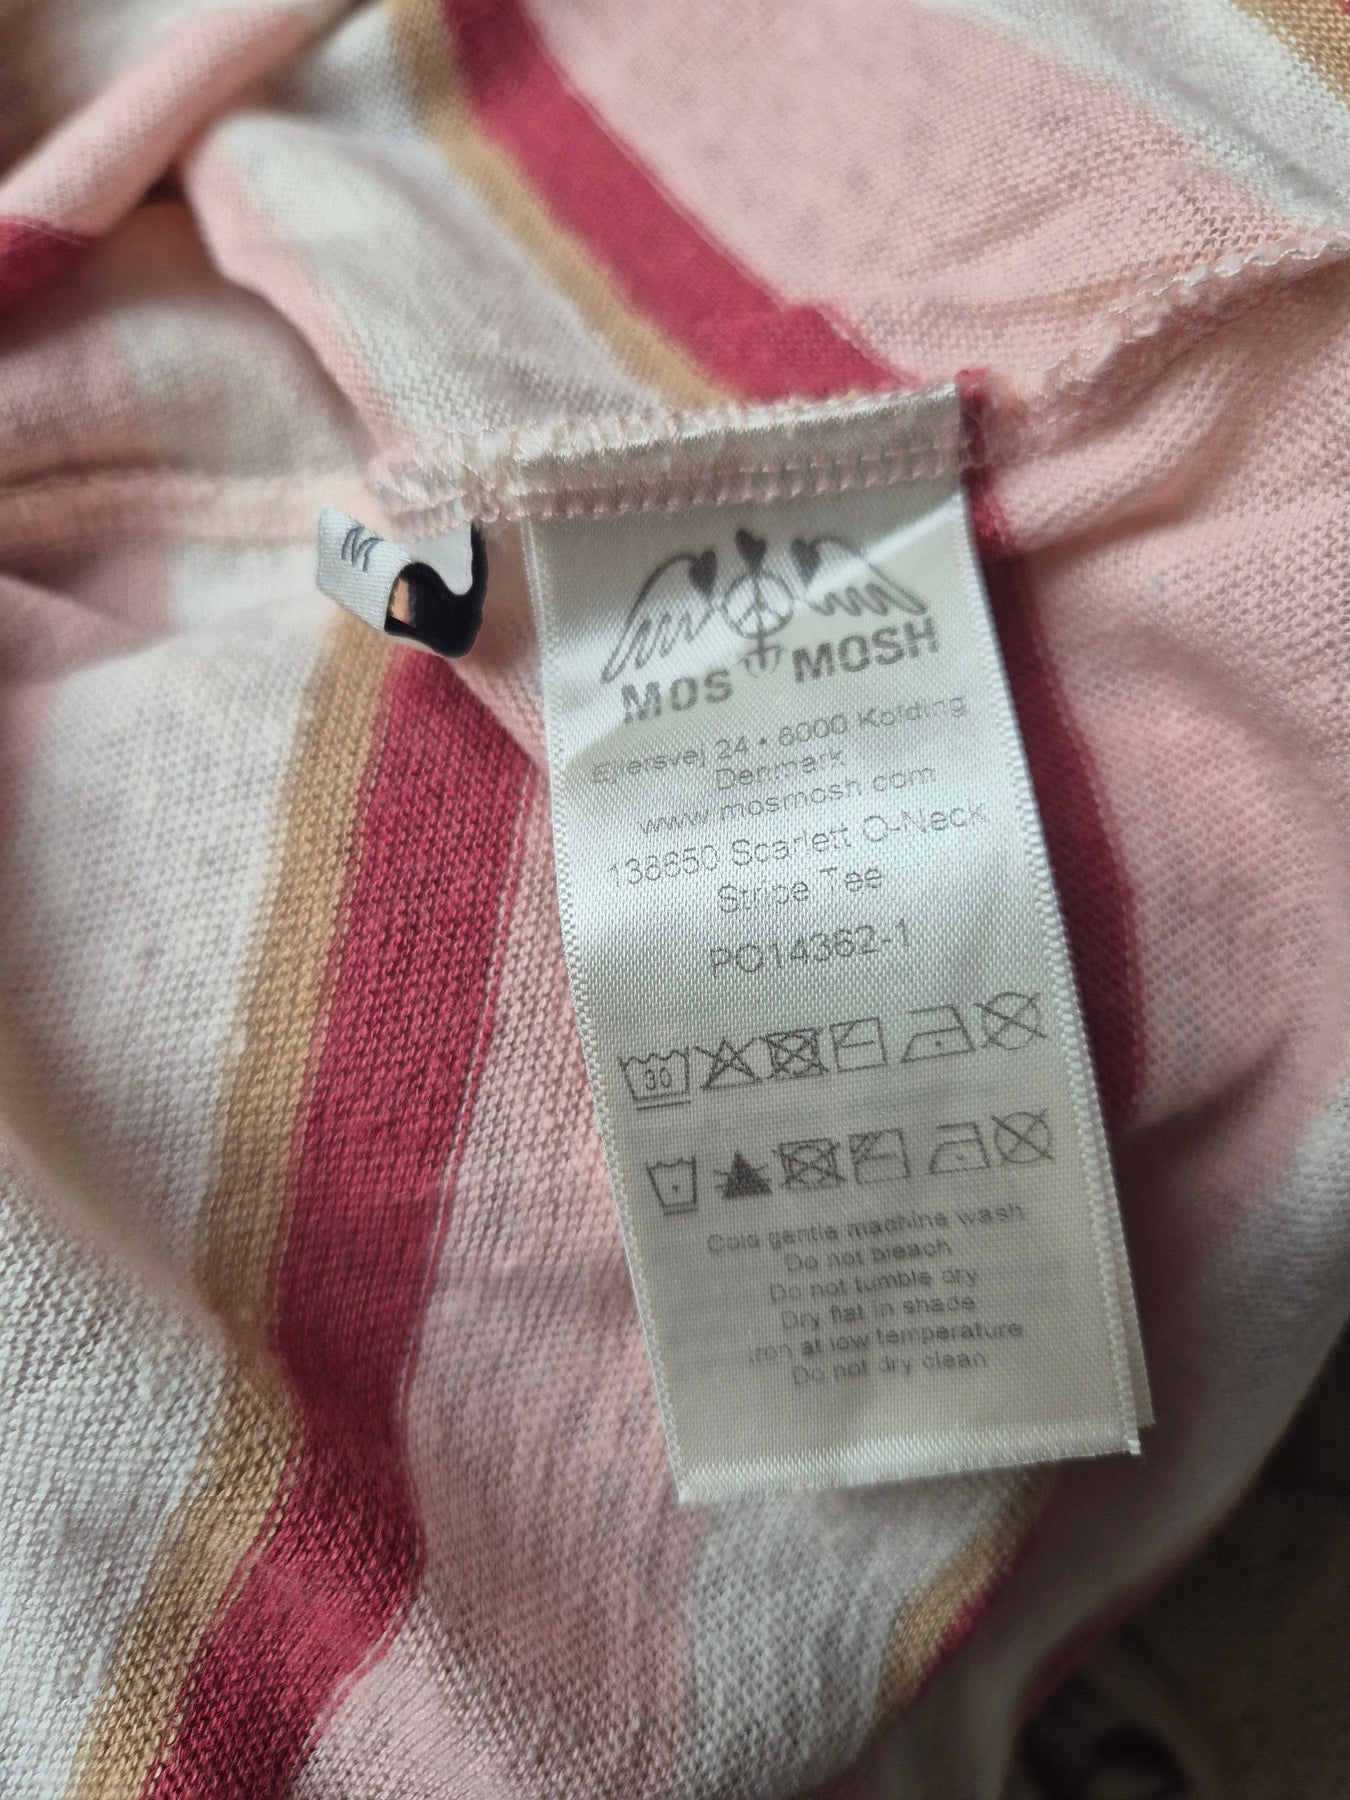 M
MOS MOSH
Ejlersvej 24 • 6000 Kolding
Denmark
www.mosmosh.com
138850 Scarlett O-Neck
Stripe Tee
PO14362-1
30
Cold gentle machine wash
Do not bleach
Do not tumble dry
Dry flat in shade
Iron at low temperature
Do not dry clean